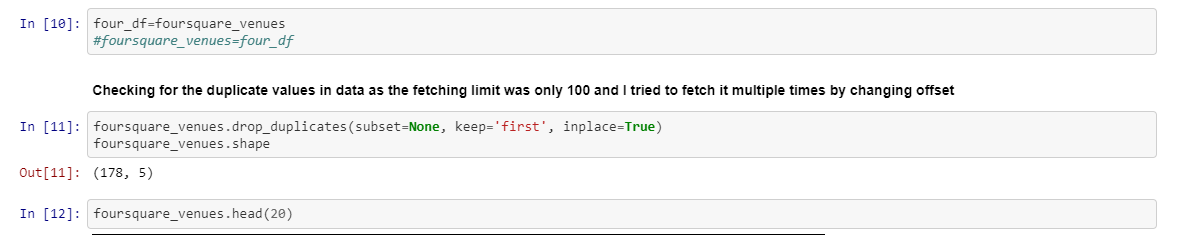 In [10]: four_df=foursquare_venues
#foursquare_venues=four_df
Checking for the duplicate values in data as the fetching limit was only 100 and I tried to fetch it multiple times by changing offset
In [11]: foursquare_venues.drop_duplicates(subset=None, keep='first', inplace=True)
foursquare_venues.shape
Out[11]: (178, 5)
In [12]: foursquare_venues.head(20)